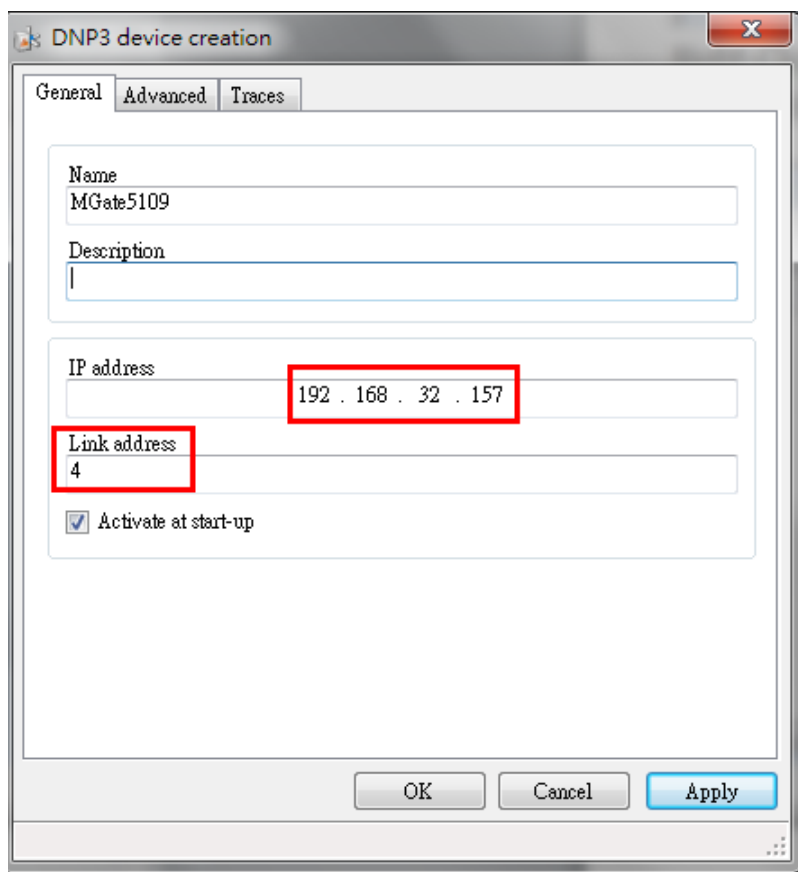 DNP3 device creation
General Advanced Traces
Name
MGate5109
Description
IP address
192 . 168 . 32 . 157
Link address
4
Activate at start-up
OK Cancel Apply